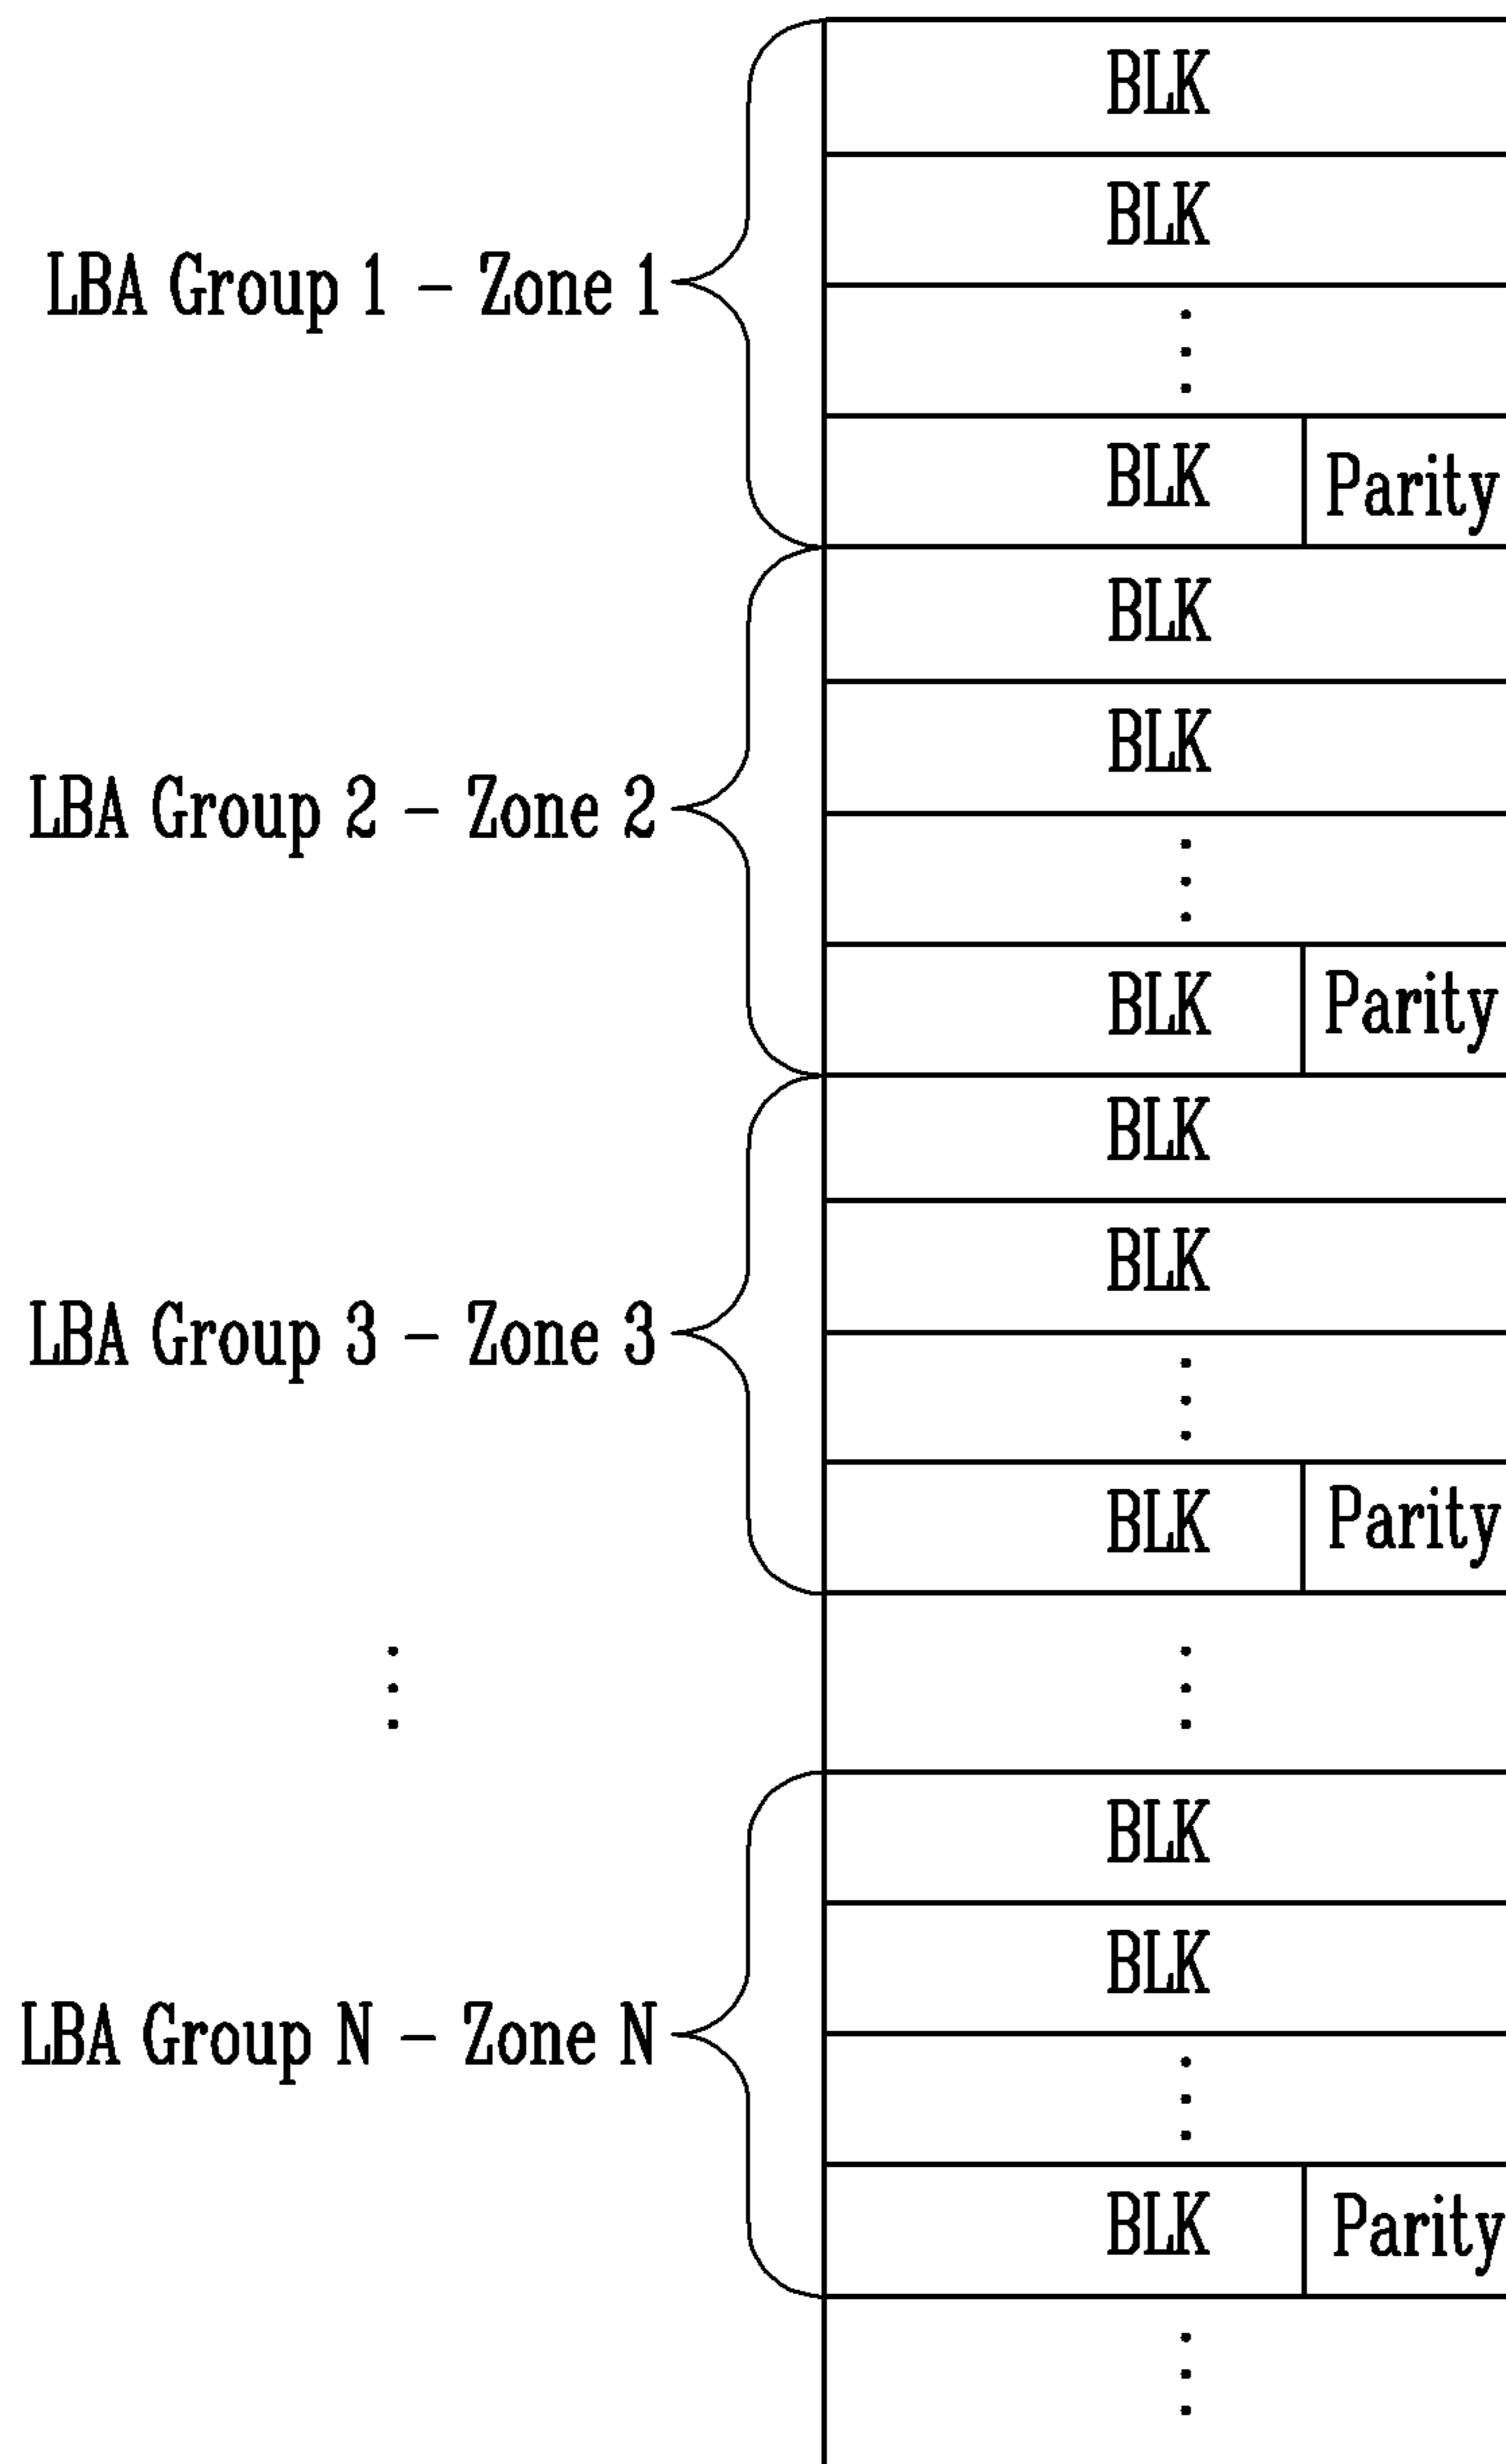 BLK
BLK
LBA Group 1 - Zone 1
BLK Parity
BLK
BLK
LBA Group 2 - Zone 2
BLK Parity
BLK
BLK
LBA Group 3 - Zone 3
BLK Parity
BLK
BLK
LBA Group N - Zone N
BLK Parity